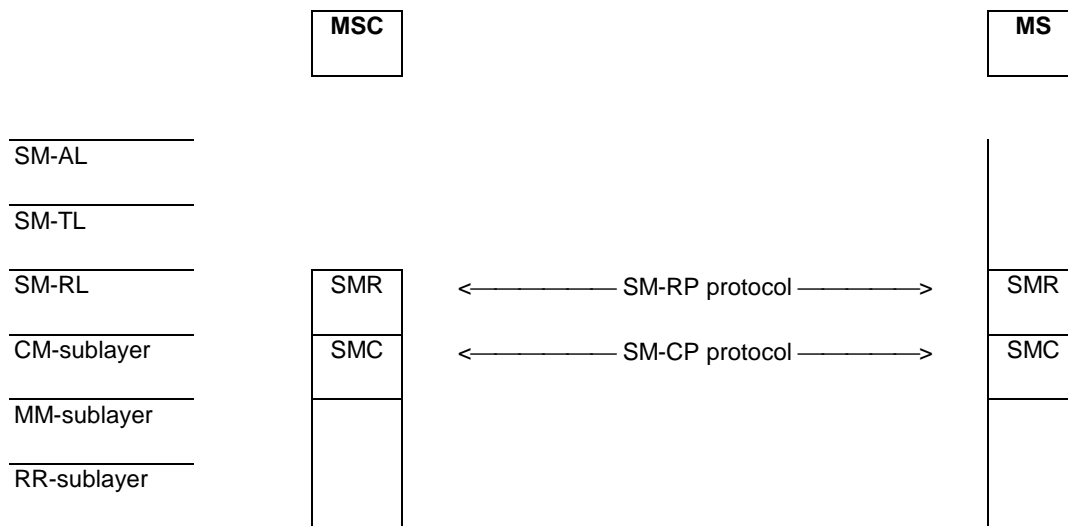 MSC MS
SM-AL
SM-TL
SM-RL SMR <———————— SM-RP protocol ————————> SMR
CM-sublayer SMC <———————— SM-CP protocol ————————> SMC
MM-sublayer
RR-sublayer